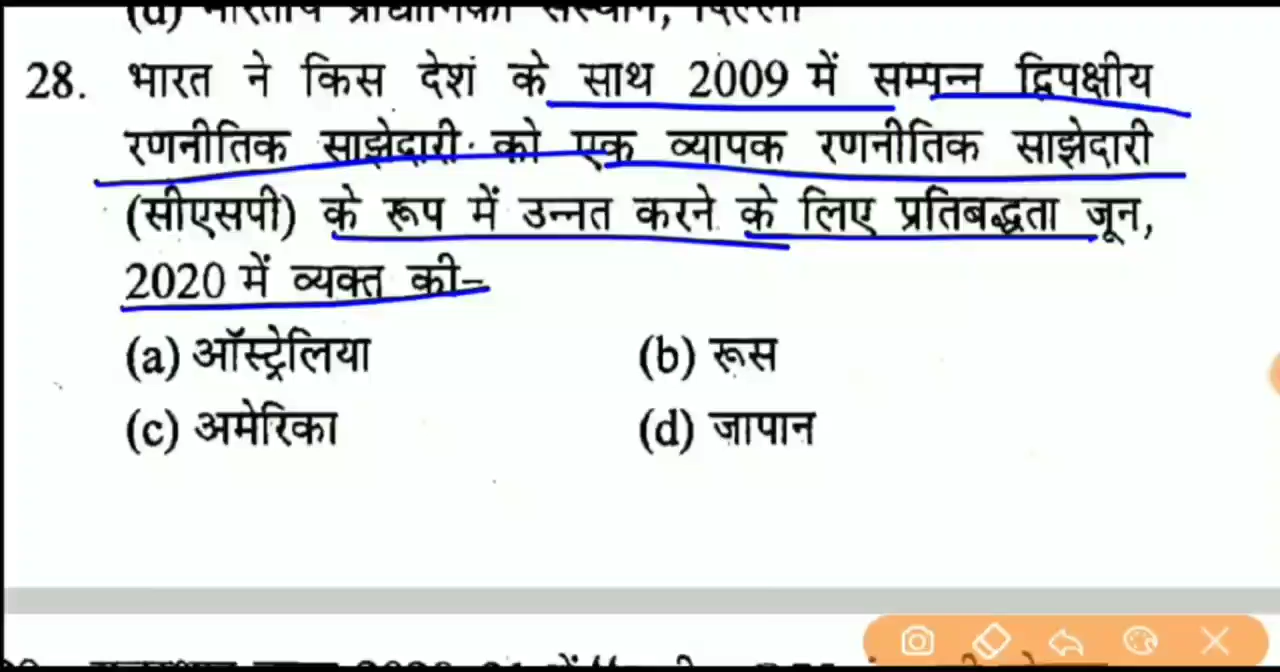 (d) भारतीय प्रौद्योगिकी संस्थान, दिल्ली
28. भारत ने किस देश के साथ 2009 में सम्पन्न द्विपक्षीय
रणनीतिक साझेदारी को एक व्यापक रणनीतिक साझेदारी
(सीएसपी) के रूप में उन्नत करने के लिए प्रतिबद्धता जून,
2020 में व्यक्त की–
(a) ऑस्ट्रेलिया (b) रूस
(c) अमेरिका (d) जापान